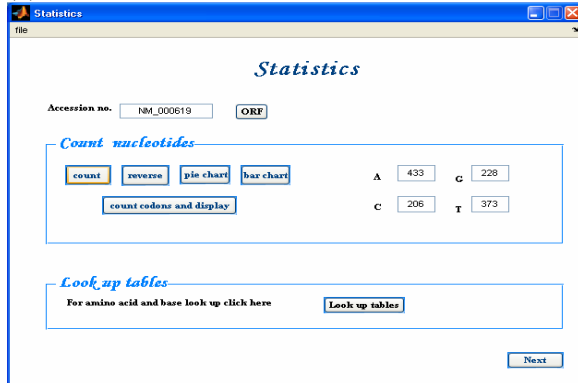 Statistics
file
Statistics
Accession no. NM_000619 ORF
Count nucleotides
count reverse pie chart bar chart A 433 G 228
count codons and display C 206 T 373
Look up tables
For amino acid and base look up click here Look up tables
Next